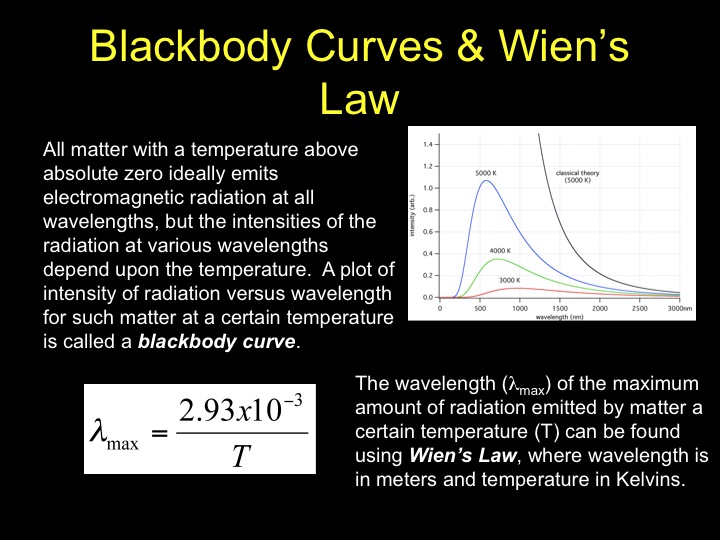 Blackbody Curves & Wien's
Law
All matter with a temperature above
absolute zero ideally emits
electromagnetic radiation at all
wavelengths, but the intensities of the
radiation at various wavelengths
depend upon the temperature.  A plot of
intensity of radiation versus wavelength
for such matter at a certain temperature
is called a blackbody curve.
1.4
1.2
1.0
0.8
0.6
0.4
0.2
0.0
intensity (arb.)
5000 K
classical theory
(5000 K)
4000 K
3000 K
0 500 1000 1500 2000 2500 3000nm
wavelength (nm)
λmax = 2.93x10⁻³
T
The wavelength (λmax) of the maximum
amount of radiation emitted by matter a
certain temperature (T) can be found
using Wien's Law, where wavelength is
in meters and temperature in Kelvins.